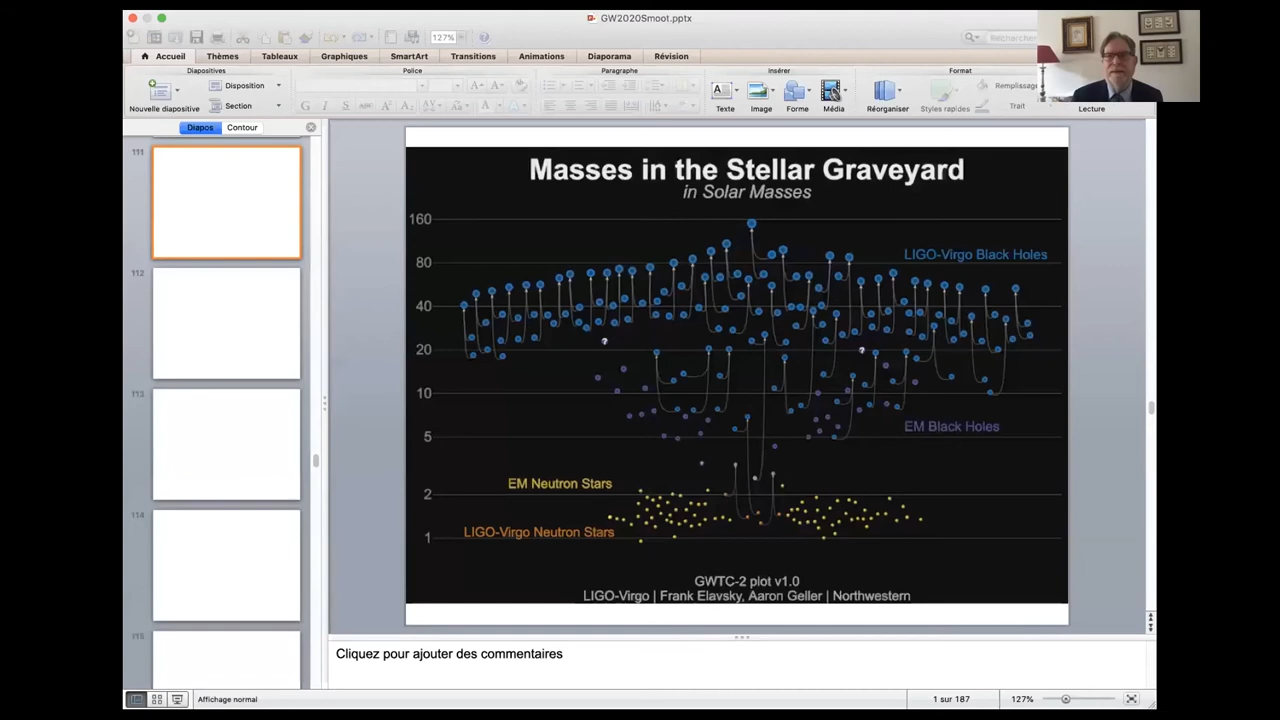 GW2020Smoot.pptx
127%
Rechercher
Accueil
Thèmes
Tableaux
Graphiques
SmartArt
Transitions
Animations
Diaporama
Révision
Diapositives
Police
Paragraphe
Insérer
Format
Nouvelle diapositive
Disposition
Section
Texte
Image
Forme
Média
Réorganiser
Styles rapides
Remplissage
Trait
Lecture
Diapos
Contour
111
112
113
114
115
Masses in the Stellar Graveyard
in Solar Masses
160
80
40
20
10
5
2
1
LIGO-Virgo Black Holes
EM Black Holes
EM Neutron Stars
LIGO-Virgo Neutron Stars
GWTC-2 plot v1.0
LIGO-Virgo | Frank Elavsky, Aaron Geller | Northwestern
Cliquez pour ajouter des commentaires
Affichage normal
1 sur 187
127%